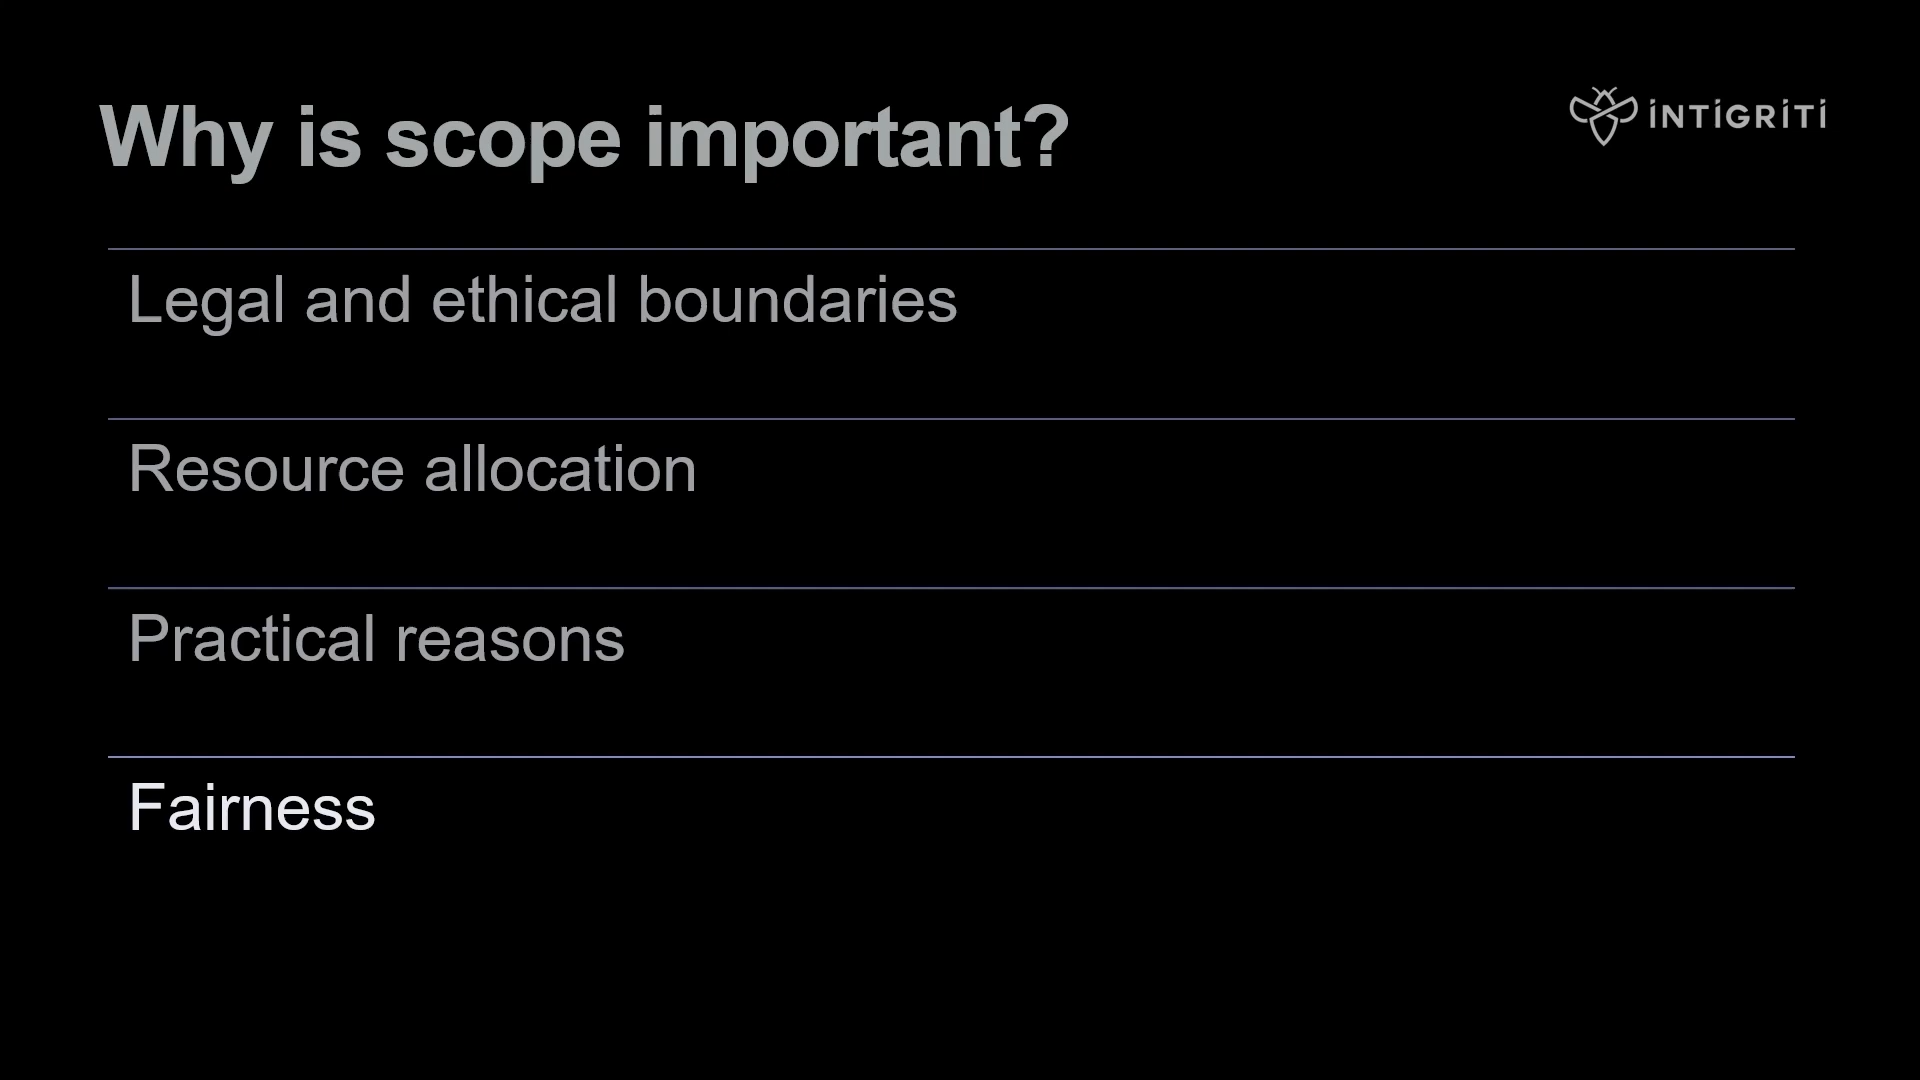 Why is scope important?
INTIGRITI
Legal and ethical boundaries
Resource allocation
Practical reasons
Fairness